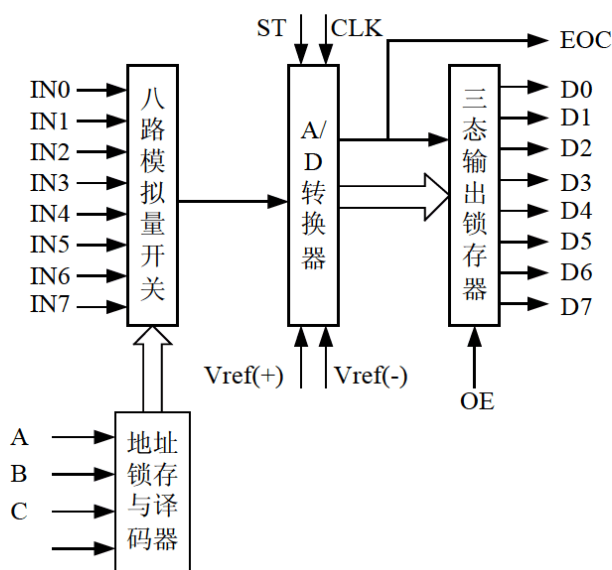 ST
CLK
EOC
IN0
IN1
IN2
IN3
IN4
IN5
IN6
IN7
八
路
模
拟
量
开
关
A/
D
转
换
器
三
态
输
出
锁
存
器
D0
D1
D2
D3
D4
D5
D6
D7
Vref(+)
Vref(-)
OE
A
B
C
地址
锁存
与译
码器